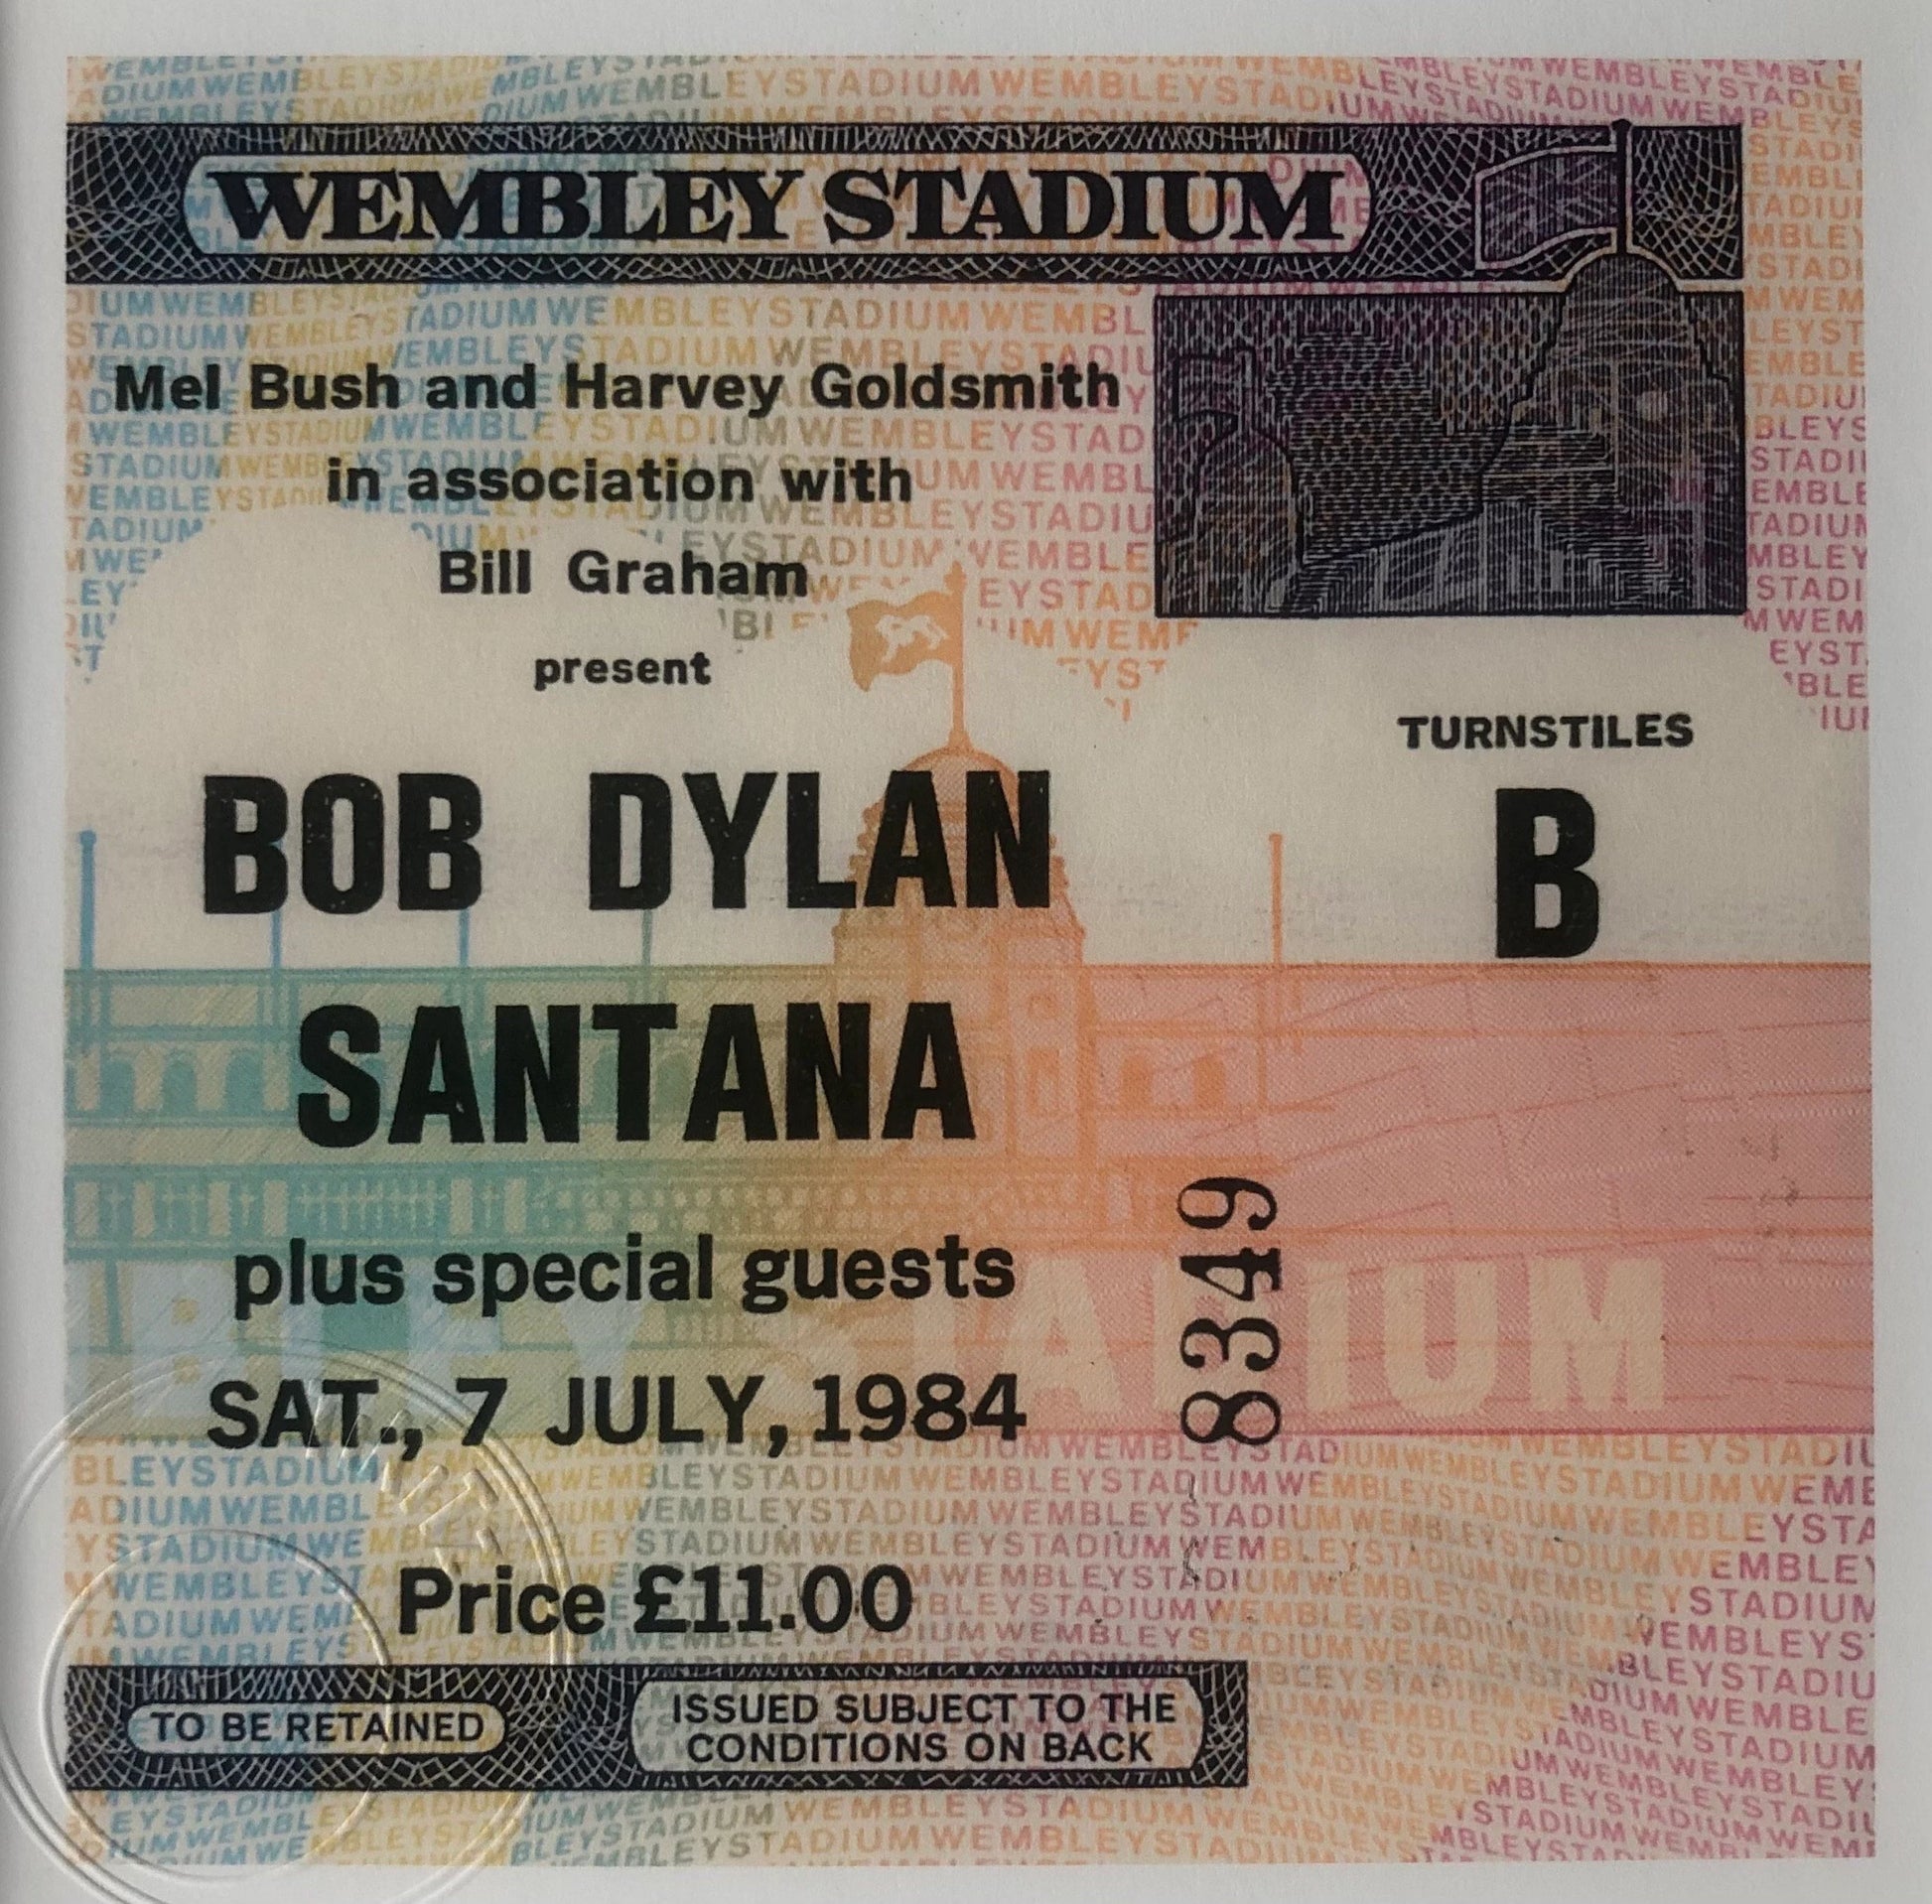 WEMBLEY STADIUM
Mel Bush and Harvey Goldsmith
in association with
Bill Graham
present
TURNSTILES
B
BOB DYLAN
SANTANA
plus special guests
8349
SAT., 7 JULY, 1984
Price £11.00
TO BE RETAINED
ISSUED SUBJECT TO THE
CONDITIONS ON BACK